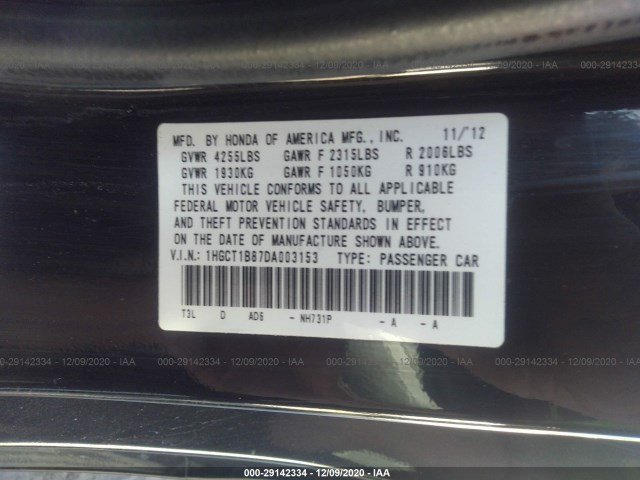 000-29142334 / 12/09/2020 - IAA
MFD. BY HONDA OF AMERICA MFG., INC. 11/'12
GVWR 4255LBS GAWR F 2315LBS R 2006LBS
GVWR 1930KG GAWR F 1050KG R 910KG
THIS VEHICLE CONFORMS TO ALL APPLICABLE
FEDERAL MOTOR VEHICLE SAFETY, BUMPER,
AND THEFT PREVENTION STANDARDS IN EFFECT
ON THE DATE OF MANUFACTURE SHOWN ABOVE.
V.I.N.: 1HGCT1B87DA003153 TYPE: PASSENGER CAR
T3L D AD6 - NH731P - A - A
000-29142334 / 12/09/2020 - IAA